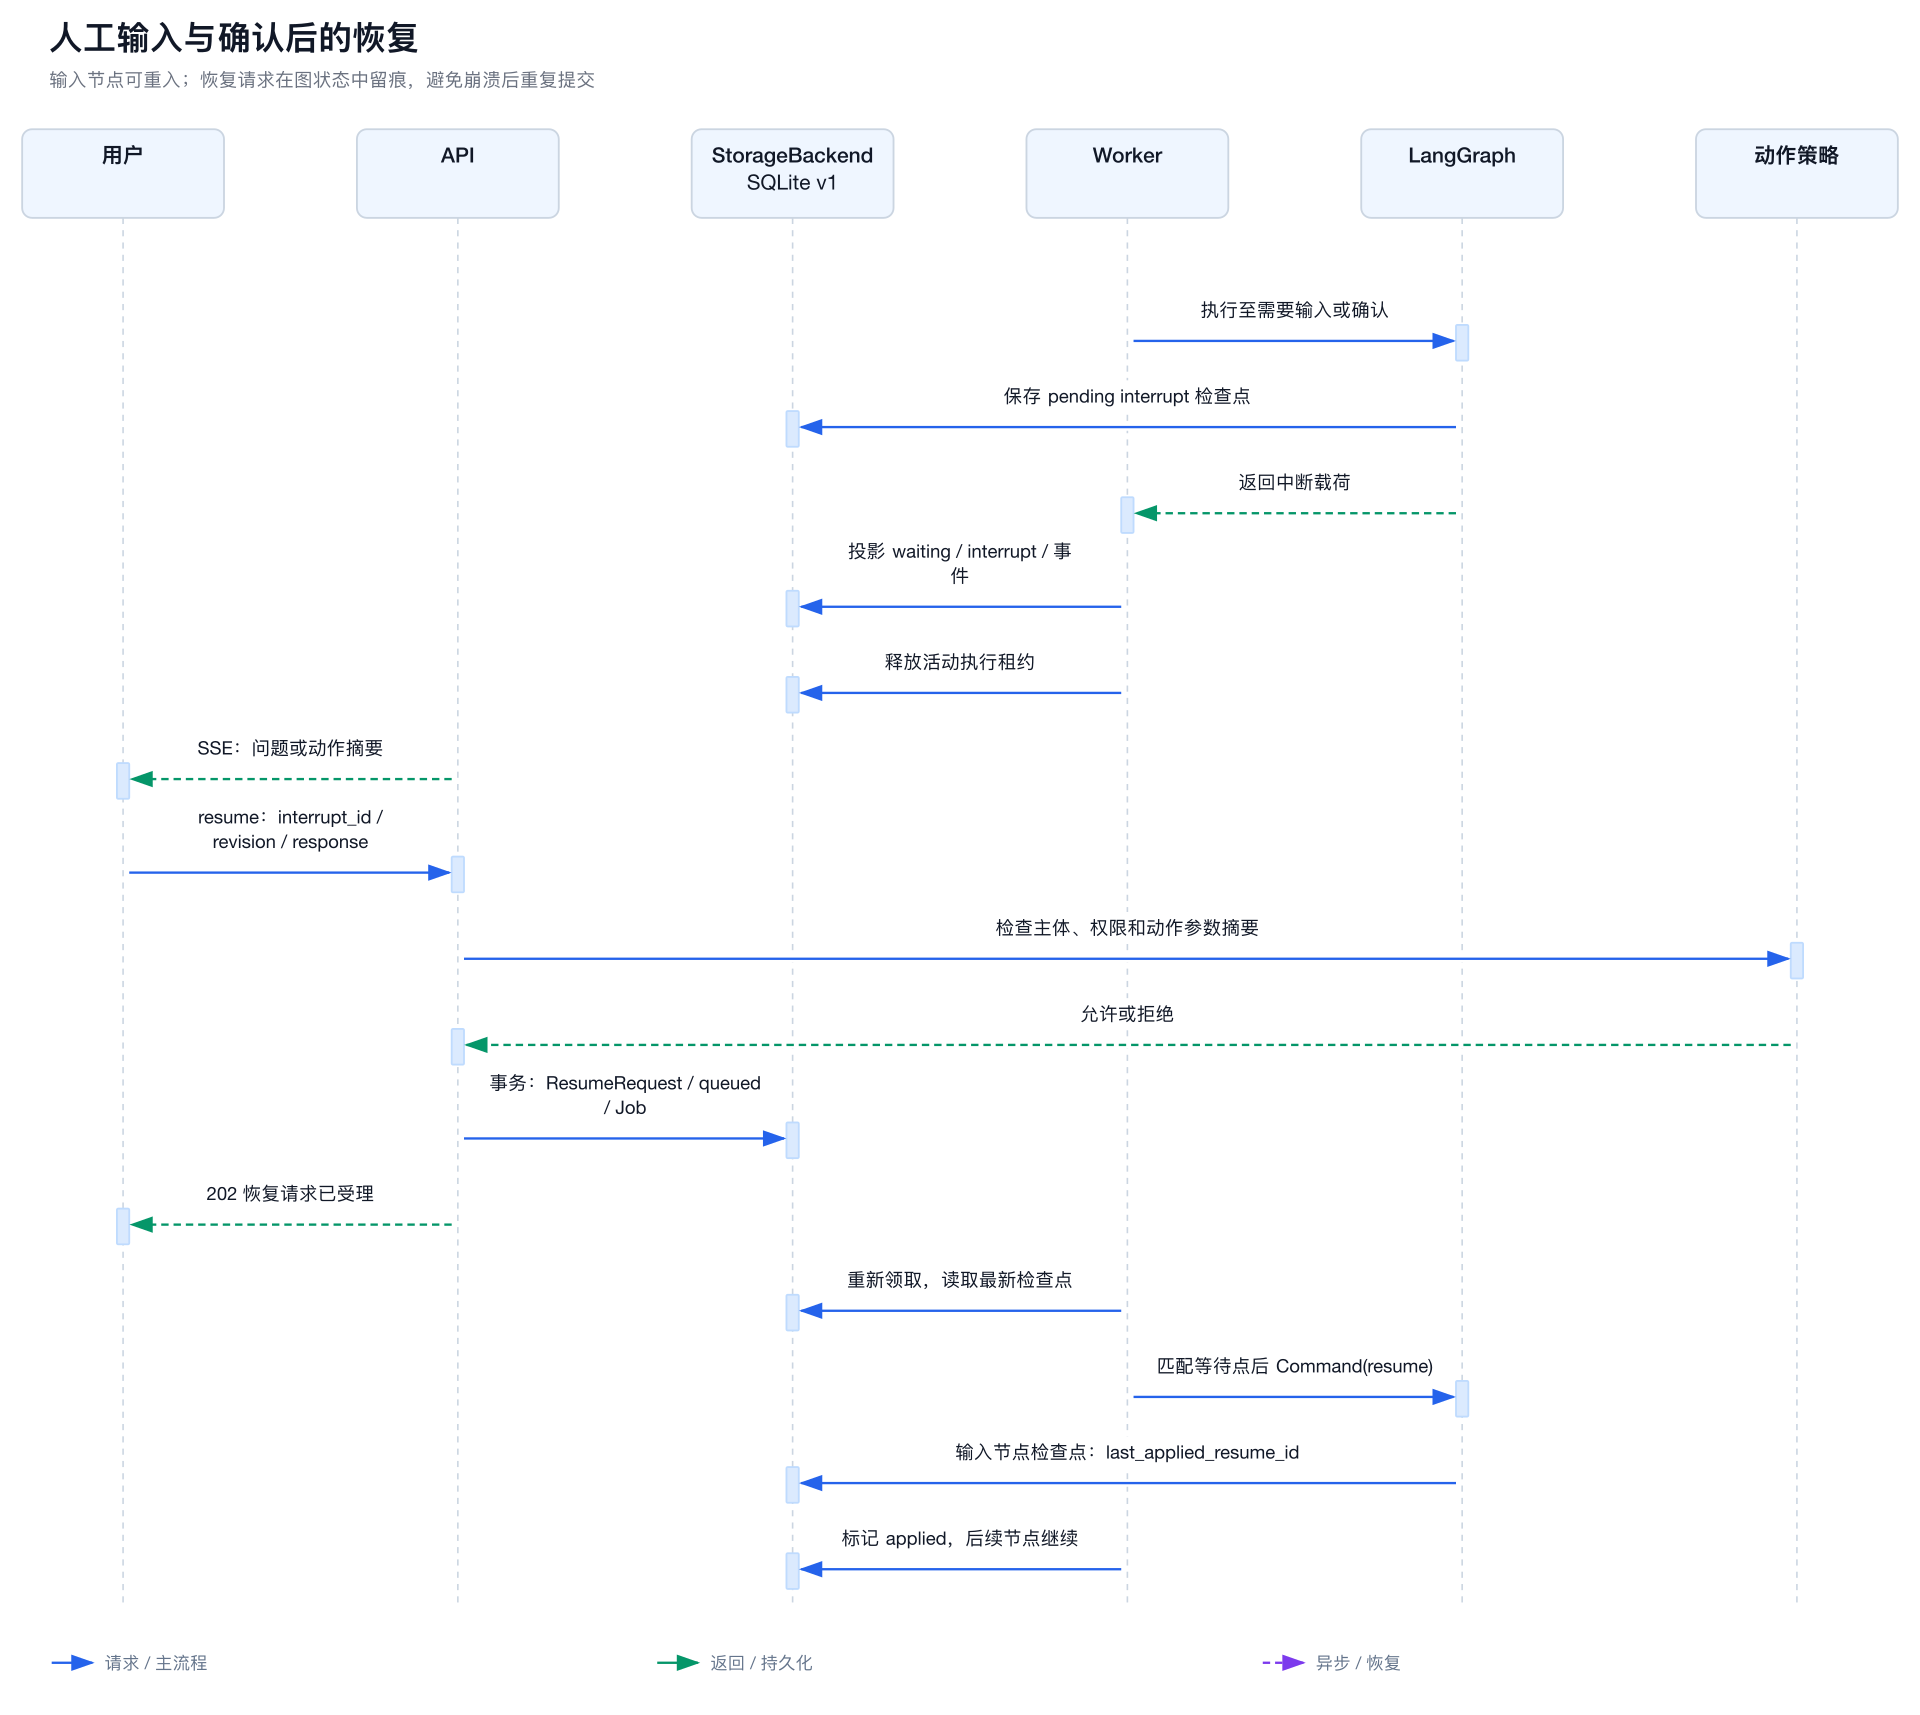 人工输入与确认后的恢复
输入节点可重入；恢复请求在图状态中留痕，避免崩溃后重复提交
用户
API
StorageBackend
SQLite v1
Worker
LangGraph
动作策略
执行至需要输入或确认
保存 pending interrupt 检查点
返回中断载荷
投影 waiting / interrupt / 事
件
释放活动执行租约
SSE：问题或动作摘要
resume：interrupt_id /
revision / response
检查主体、权限和动作参数摘要
允许或拒绝
事务：ResumeRequest / queued
/ Job
202 恢复请求已受理
重新领取，读取最新检查点
匹配等待点后 Command(resume)
输入节点检查点：last_applied_resume_id
标记 applied，后续节点继续
请求 / 主流程
返回 / 持久化
异步 / 恢复